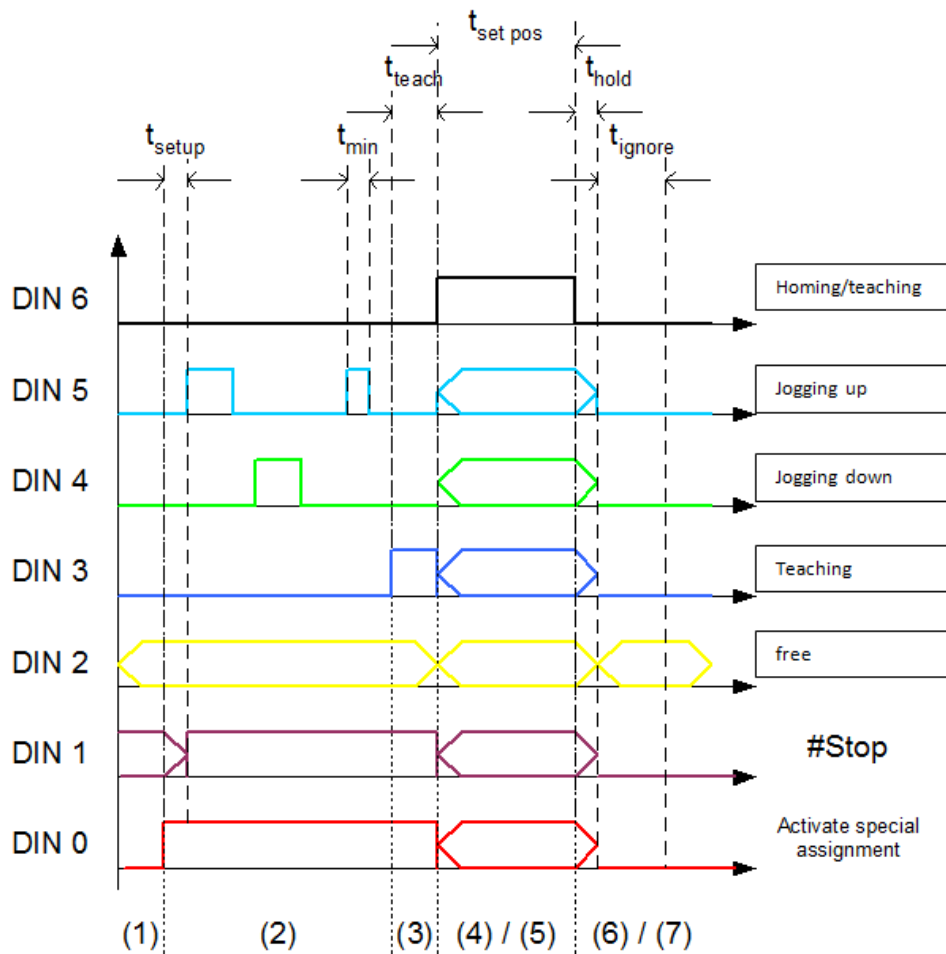 t set pos
t teach
t hold
t setup
t min
t ignore
DIN 6
Homing/teaching
DIN 5
Jogging up
DIN 4
Jogging down
DIN 3
Teaching
DIN 2
free
DIN 1
#Stop
DIN 0
Activate special
assignment
(1) (2) (3) (4) / (5) (6) / (7)